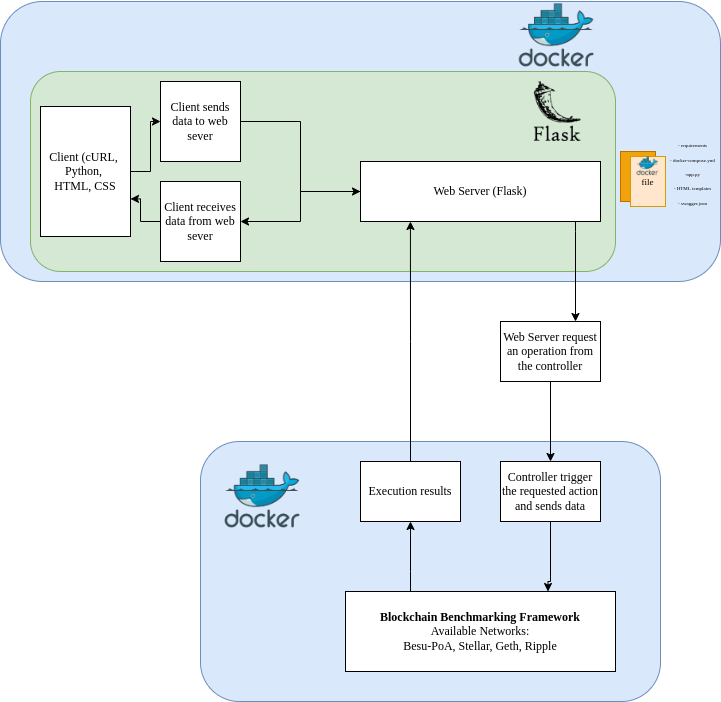 docker
Flask
Client sends
data to web
sever
Client (cURL,
Python,
HTML, CSS
Client receives
data from web
sever
Web Server (Flask)
docker
file
- requirements
- docker-compose.yml
-app.py
- HTML templates
- swagger.json
Web Server request
an operation from
the controller
docker
Execution results
Controller trigger
the requested action
and sends data
Blockchain Benchmarking Framework
Available Networks:
Besu-PoA, Stellar, Geth, Ripple